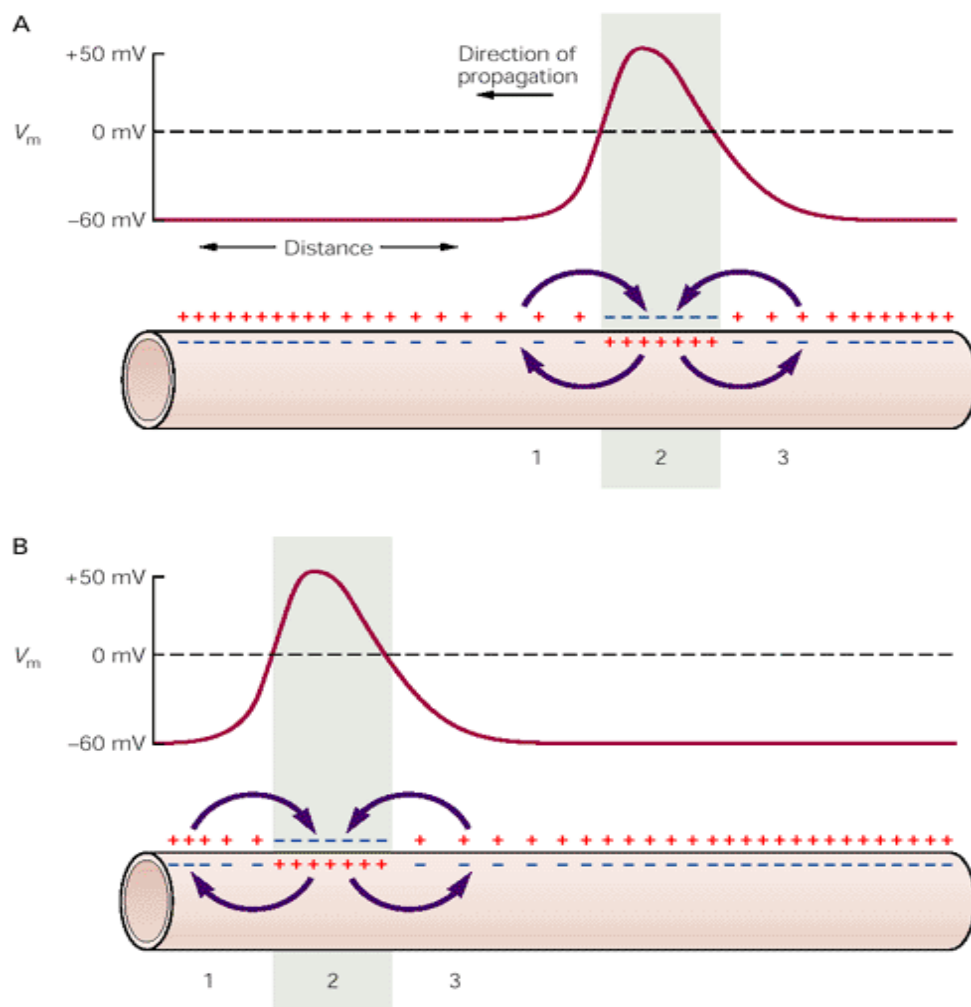 A
+50 mV
Direction of
propagation
V m
0 mV
–60 mV
Distance
1 2 3
B
+50 mV
V m
0 mV
–60 mV
1 2 3